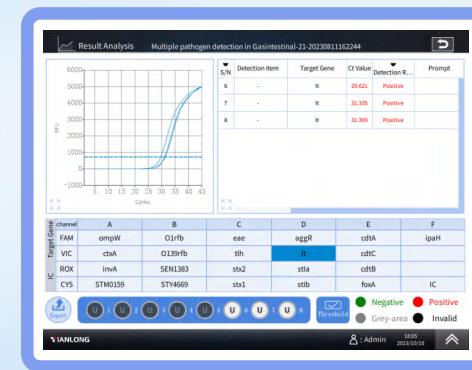 Result Analysis Multiple pathogen detection in Gasintestinal-21-20230811162244
S/N Detection Item Target Gene Ct Value Detection R... Prompt
6 - lt 29.621 Positive
7 - lt 31.105 Positive
8 - lt 31.309 Positive
RFU
6000
5000
4000
3000
2000
1000
0
-1000
5 10 15 20 25 30 35 40 45
Cycles
Target Gene
IC
channel A B C D E F
FAM ompW O1rfb eae aggR cdtA ipaH
VIC ctxA O139rfb tlh lt cdtC
ROX invA SEN1383 stx2 stla cdtB
CY5 STM0159 STY4669 stx1 stlb foxA IC
Export
U 1 U 2 U 3 U 4 U 5 U 6 U 7 U 8
Threshold
Negative Positive
Grey-area Invalid
TIANLONG
: Admin 18:05
2023/10/10